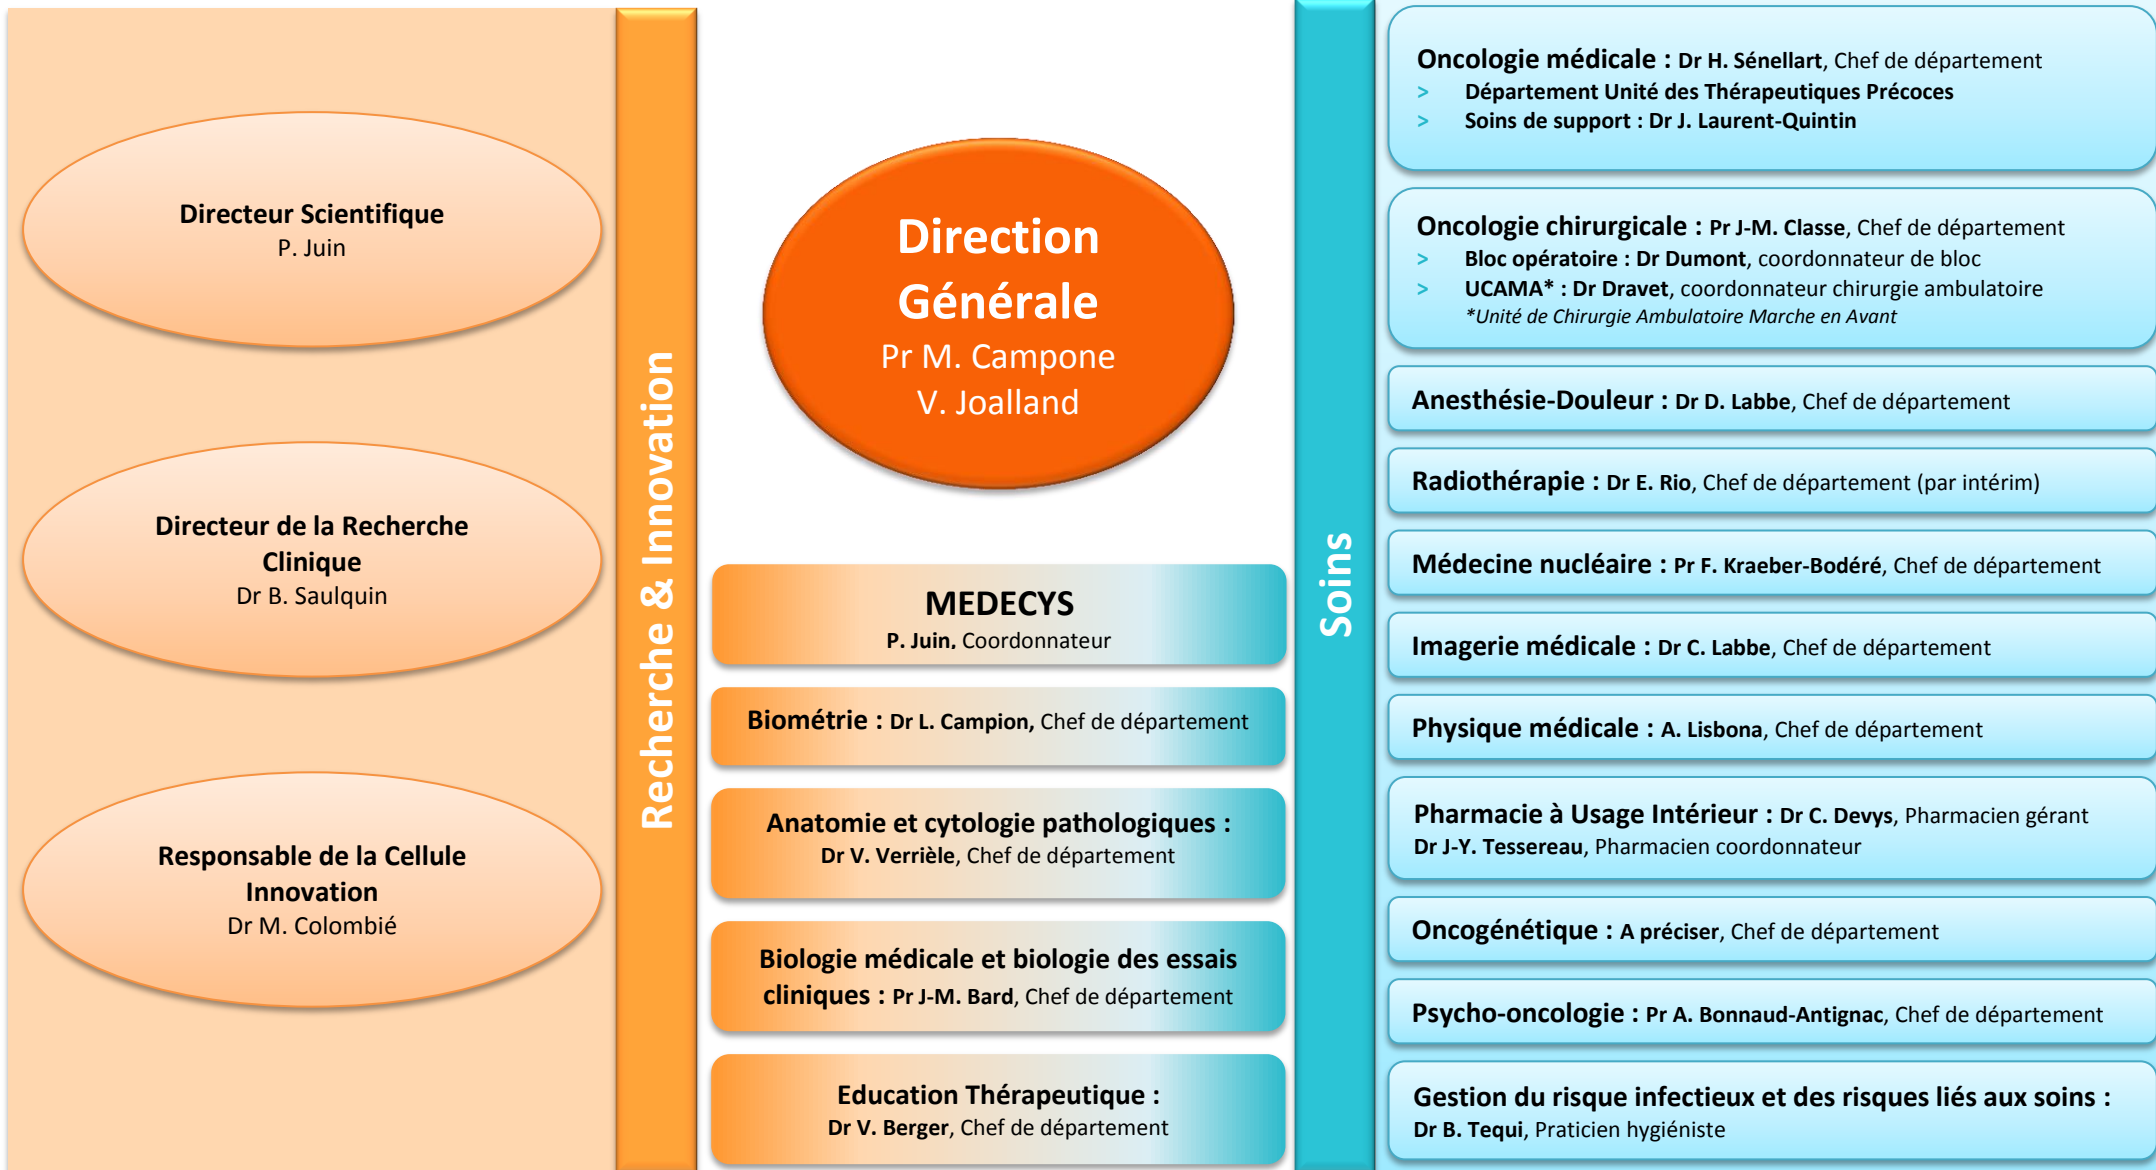 Directeur Scientifique
P. Juin
Directeur de la Recherche
Clinique
Dr B. Saulquin
Responsable de la Cellule
Innovation
Dr M. Colombié
Recherche & Innovation
Direction
Générale
Pr M. Campone
V. Joalland
MEDECYS
P. Juin, Coordonnateur
Biométrie : Dr L. Campion, Chef de département
Anatomie et cytologie pathologiques :
Dr V. Verrièle, Chef de département
Biologie médicale et biologie des essais
cliniques : Pr J-M. Bard, Chef de département
Education Thérapeutique :
Dr V. Berger, Chef de département
Soins
Oncologie médicale : Dr H. Sénellart, Chef de département
> Département Unité des Thérapeutiques Précoces
> Soins de support : Dr J. Laurent-Quintin
Oncologie chirurgicale : Pr J-M. Classe, Chef de département
> Bloc opératoire : Dr Dumont, coordonnateur de bloc
> UCAMA* : Dr Dravet, coordonnateur chirurgie ambulatoire
*Unité de Chirurgie Ambulatoire Marche en Avant
Anesthésie-Douleur : Dr D. Labbe, Chef de département
Radiothérapie : Dr E. Rio, Chef de département (par intérim)
Médecine nucléaire : Pr F. Kraeber-Bodéré, Chef de département
Imagerie médicale : Dr C. Labbe, Chef de département
Physique médicale : A. Lisbona, Chef de département
Pharmacie à Usage Intérieur : Dr C. Devys, Pharmacien gérant
Dr J-Y. Tessereau, Pharmacien coordonnateur
Oncogénétique : A préciser, Chef de département
Psycho-oncologie : Pr A. Bonnaud-Antignac, Chef de département
Gestion du risque infectieux et des risques liés aux soins :
Dr B. Tequi, Praticien hygiéniste